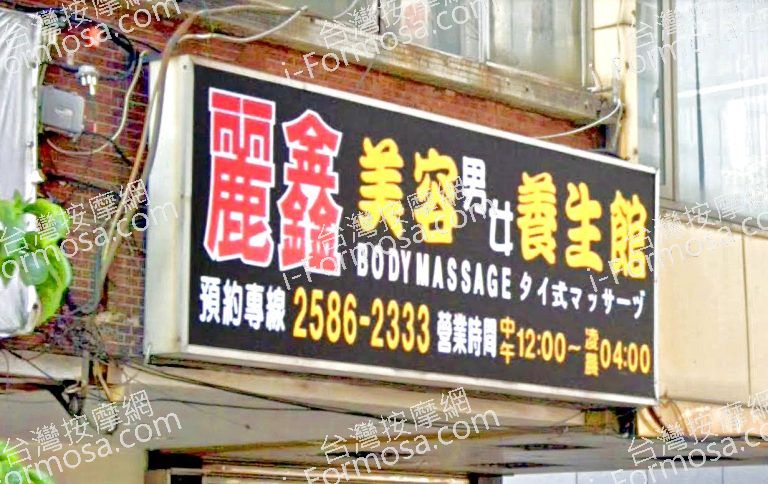 麗鑫 美容 男女 養生館
BODY MASSAGE タイ式マッサーヅ
預約專線 2586-2333 營業時間 中午12:00~凌晨04:00
台灣按摩網
i-Formosa.com